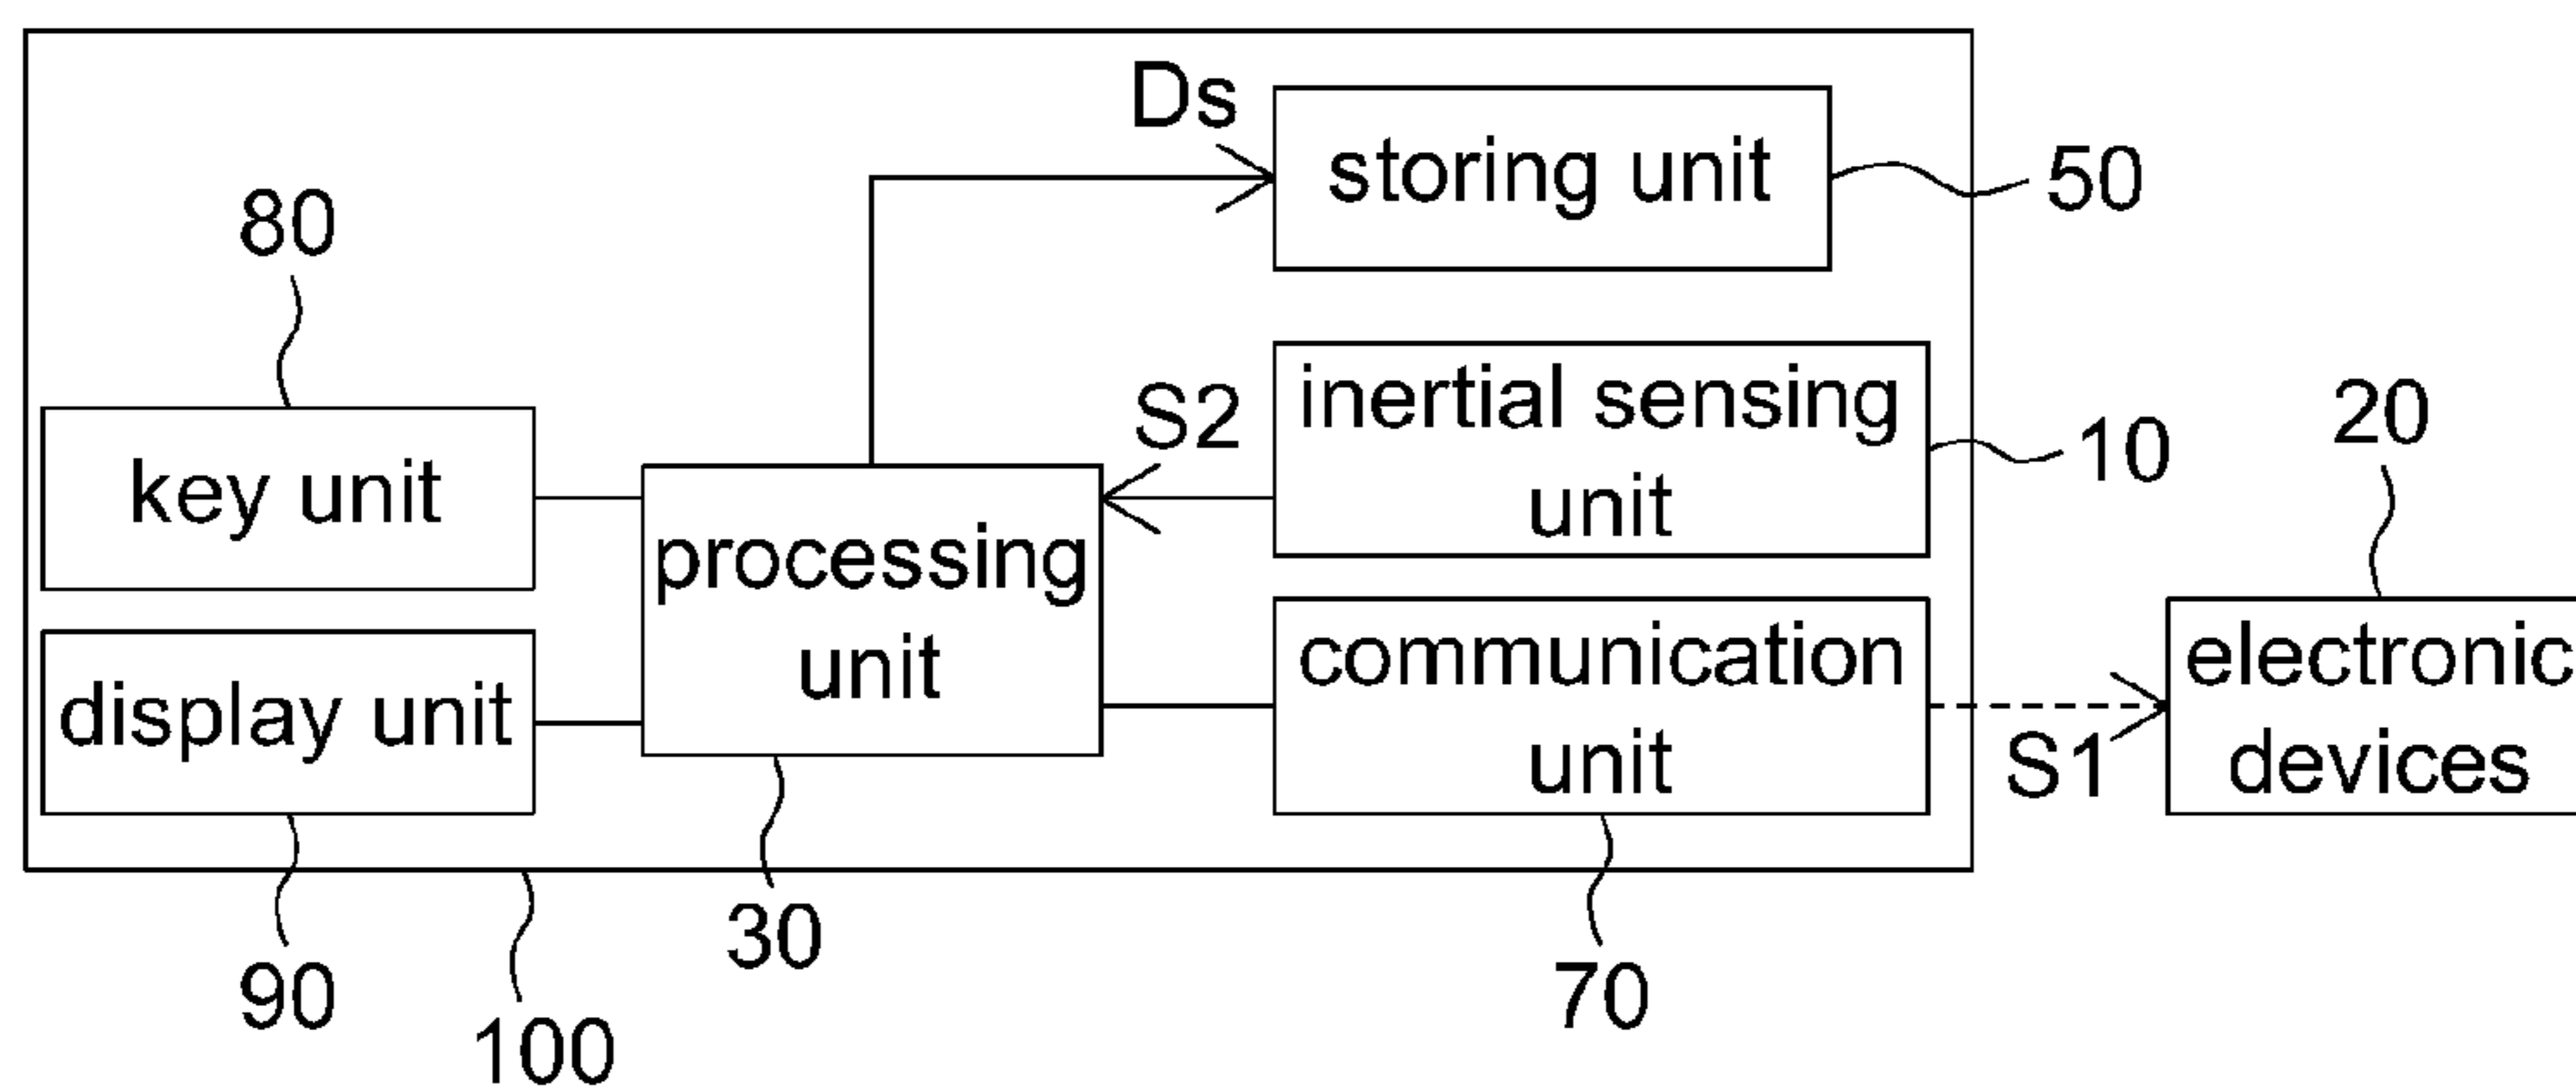 Ds
storing unit
50
80
inertial sensing
unit
S2
10
20
key unit
processing
unit
communication
unit
electronic
devices
display unit
S1
30
90
70
100